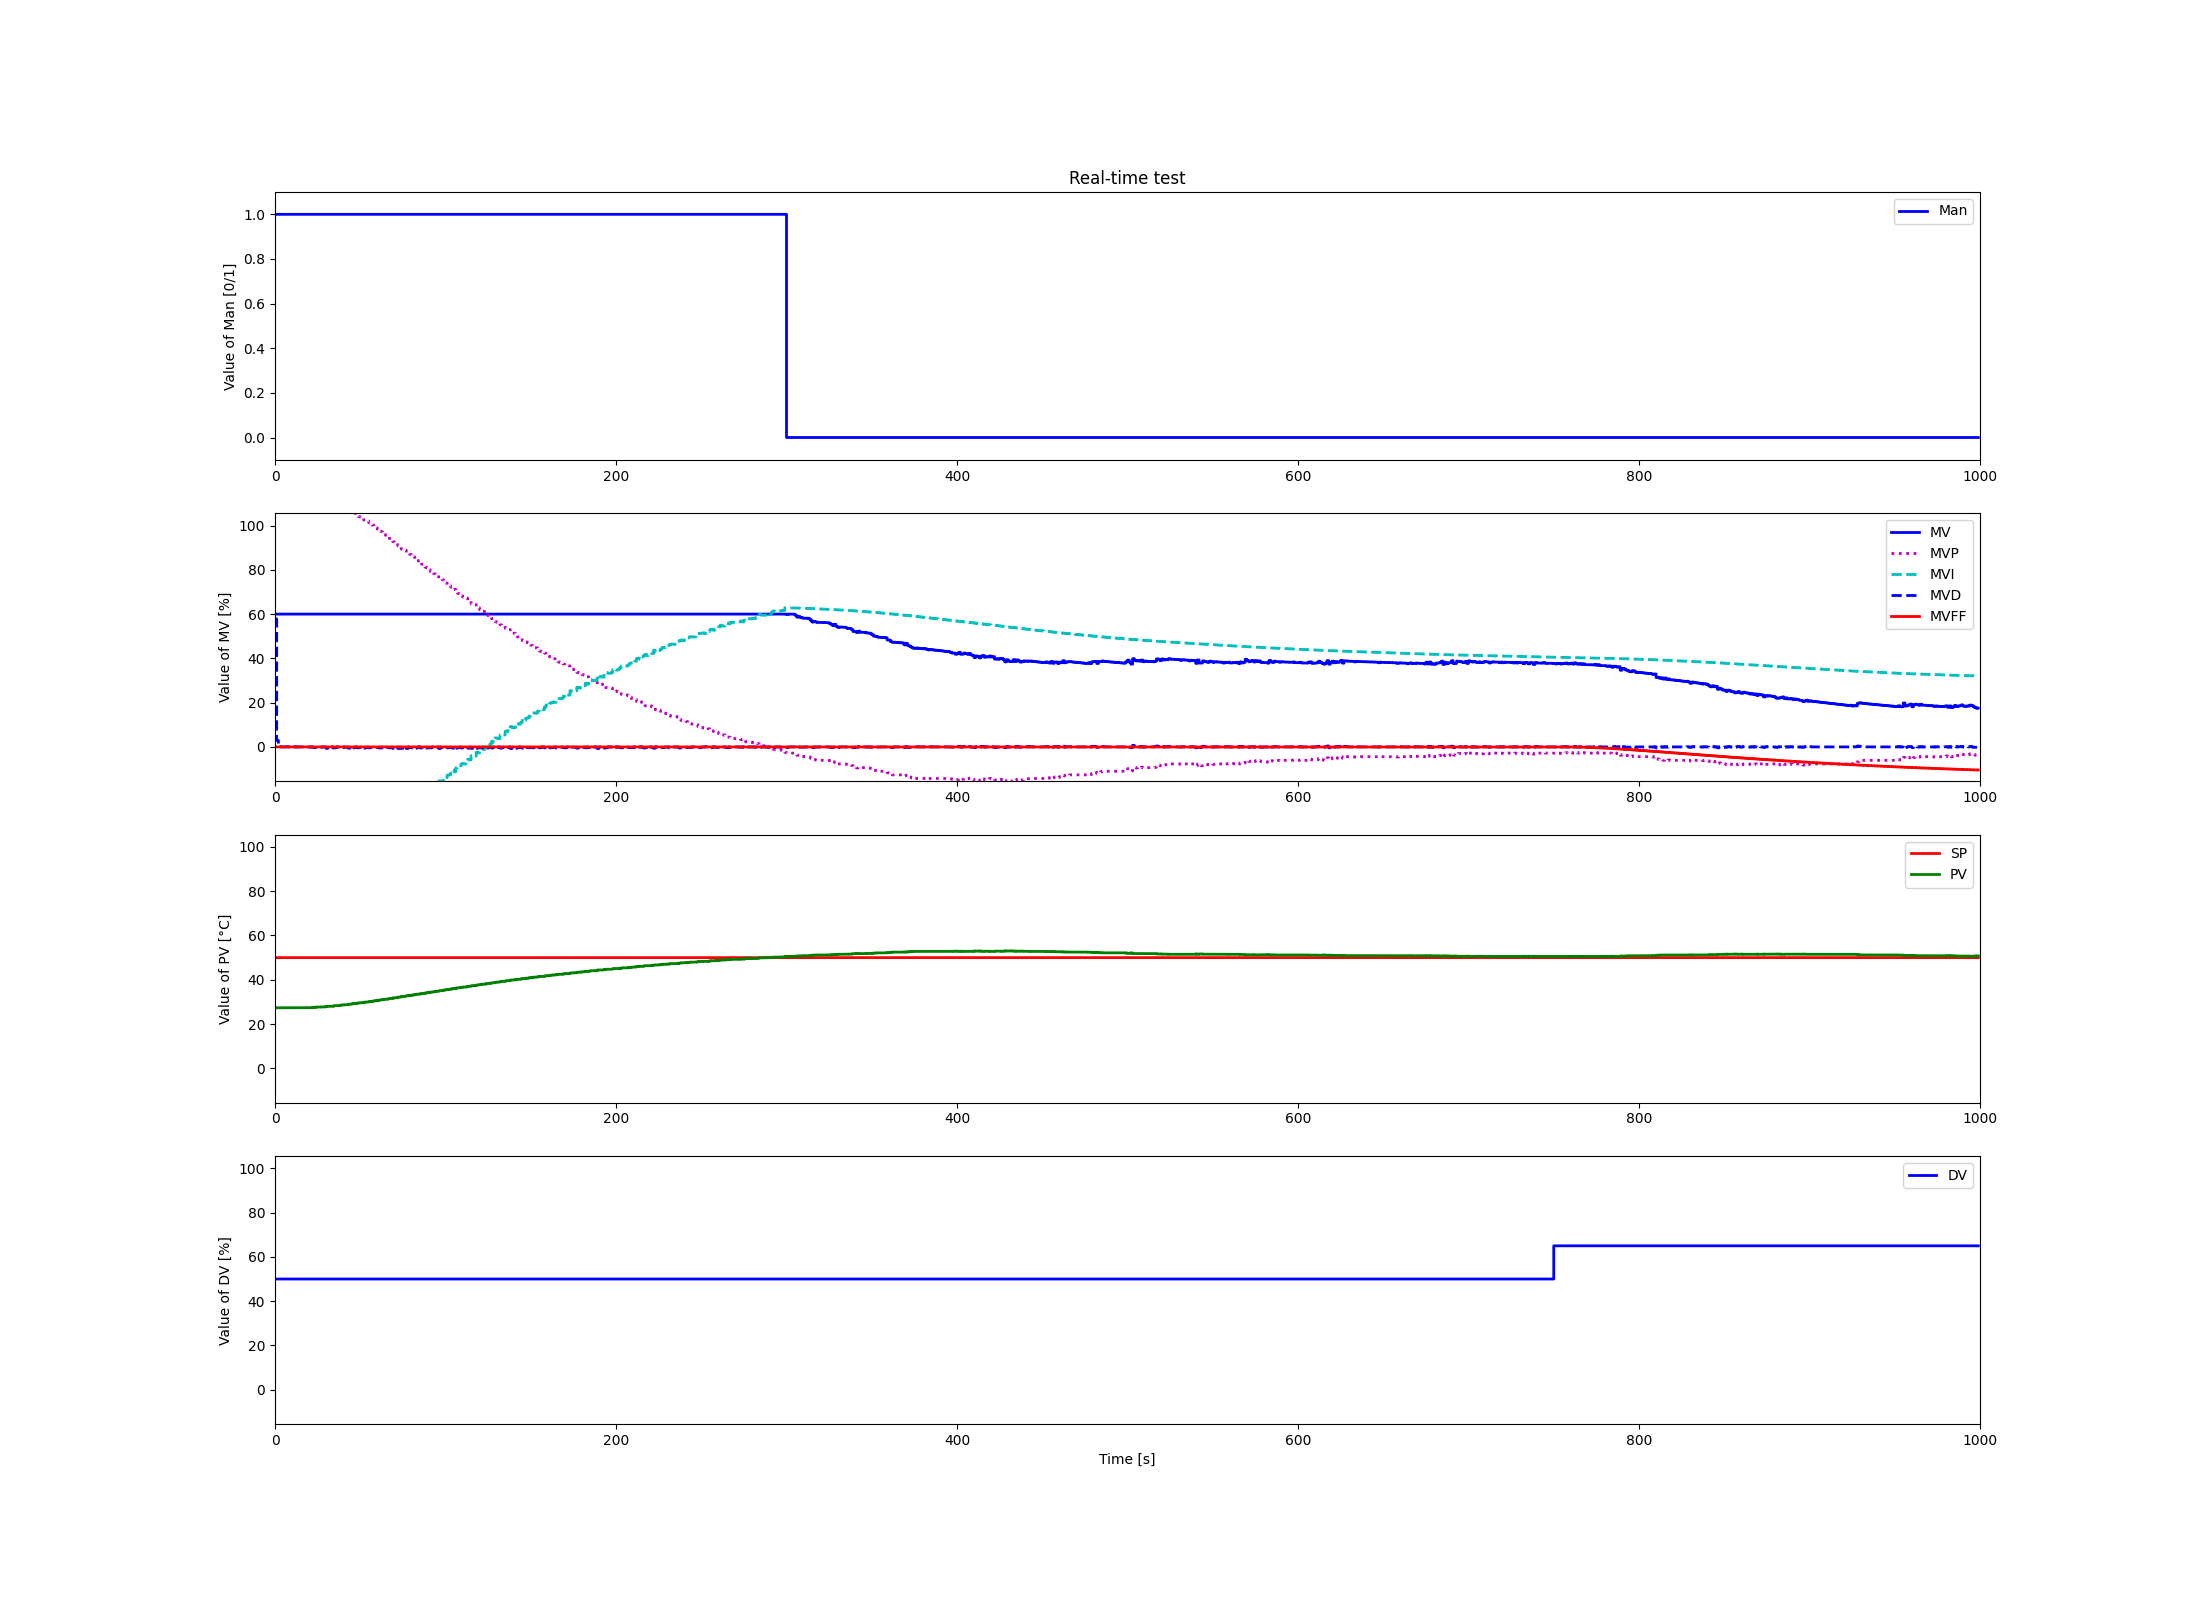 Real-time test
Value of Man [0/1]
1.0
0.8
0.6
0.4
0.2
0.0
Man
0 200 400 600 800 1000
Value of MV [%]
100
80
60
40
20
0
MV
MVP
MVI
MVD
MVFF
0 200 400 600 800 1000
Value of PV [°C]
100
80
60
40
20
0
SP
PV
0 200 400 600 800 1000
Value of DV [%]
100
80
60
40
20
0
DV
0 200 400 600 800 1000
Time [s]